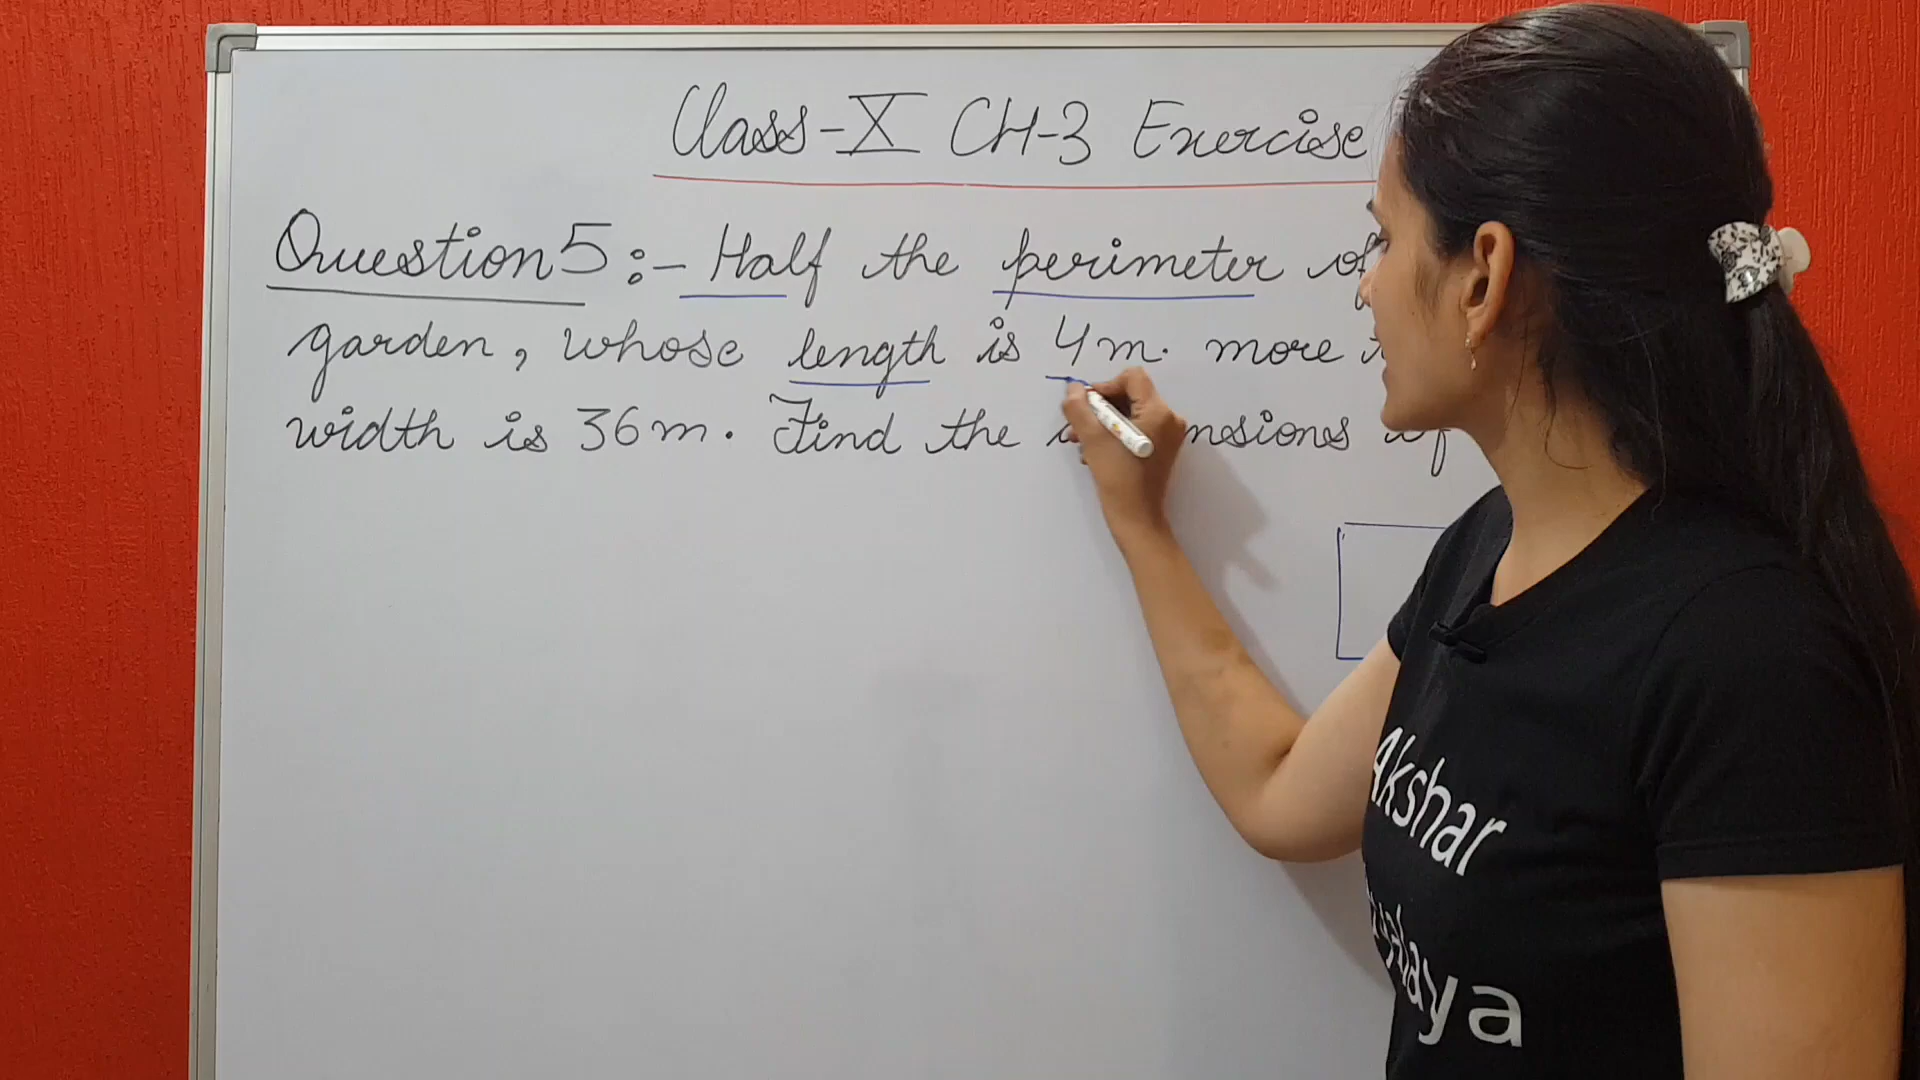 Class-X CH-3 Exercise
Question 5:- Half the perimeter of
garden, whose length is 4m. more
width is 36m. Find the of
Akshar